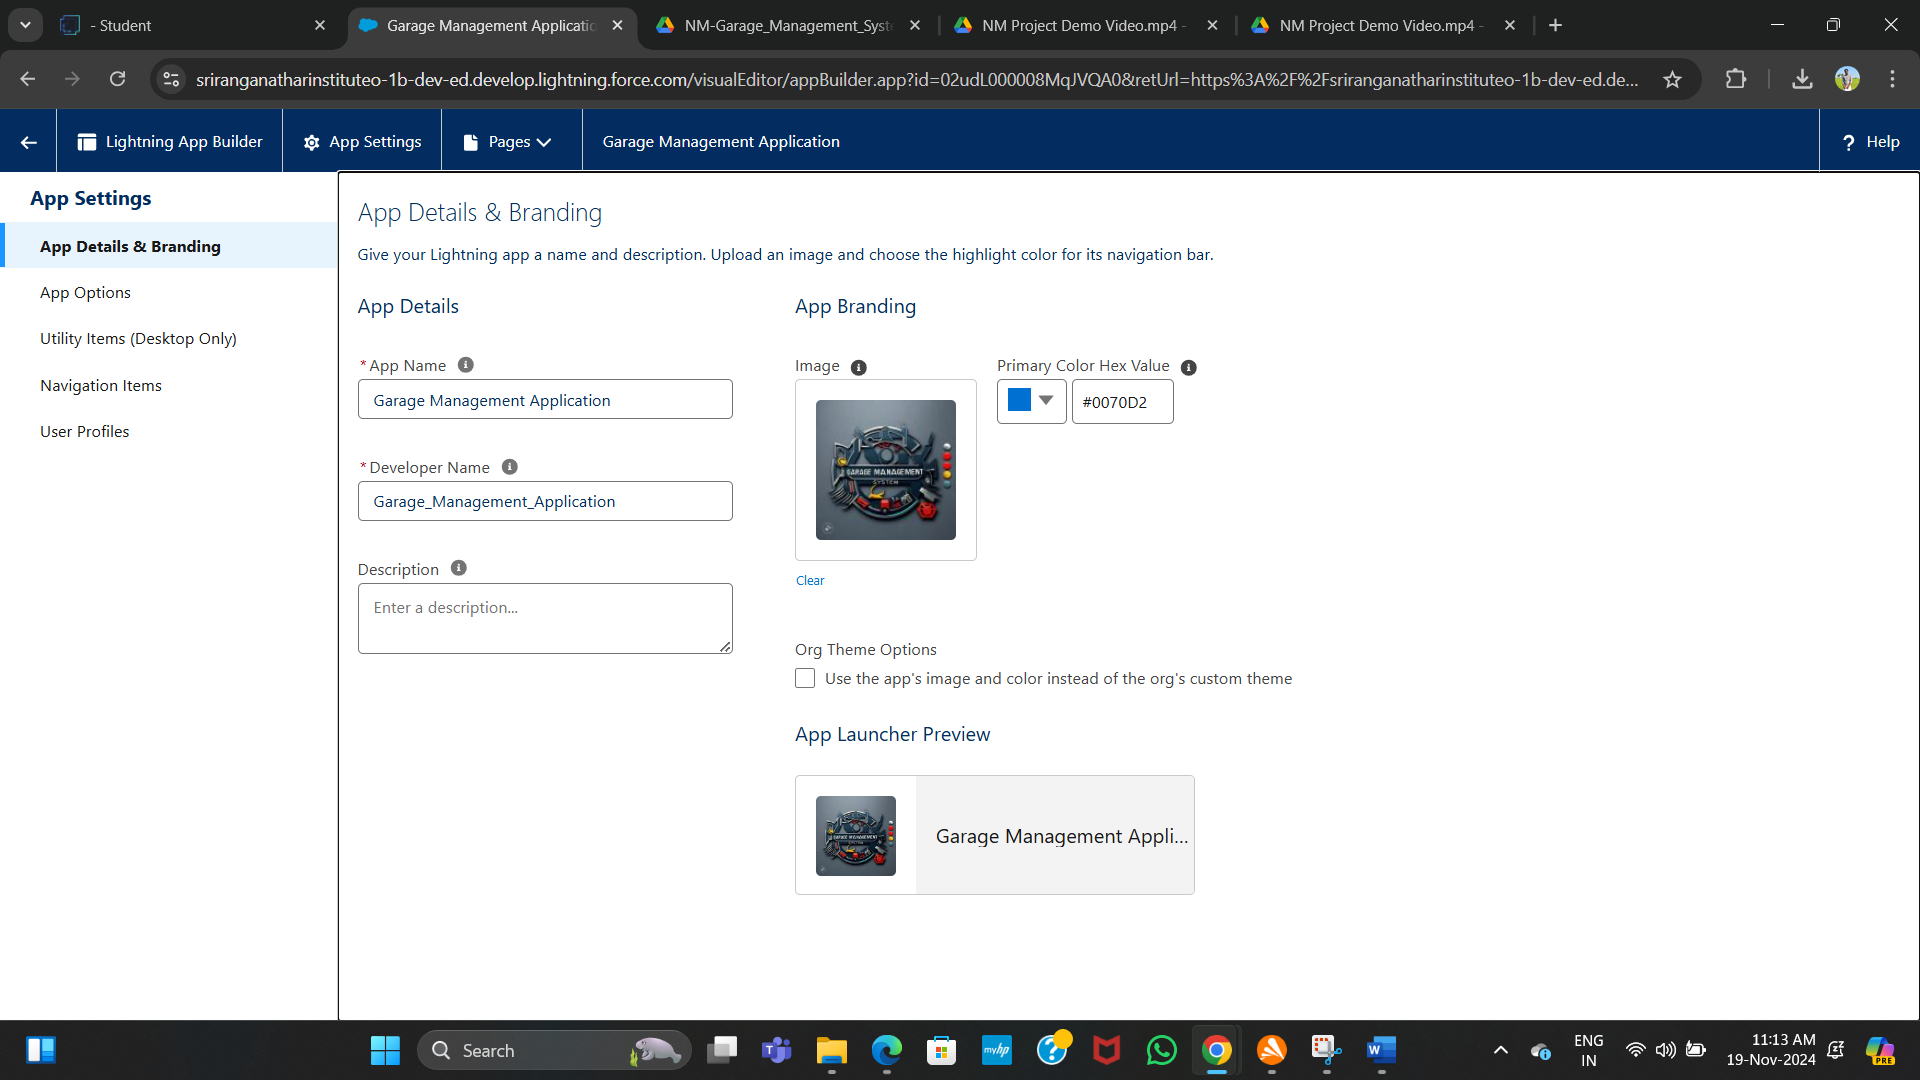 - Student
Garage Management Applicatio
NM-Garage_Management_Syst
NM Project Demo Video.mp4 -
NM Project Demo Video.mp4 -
sriranganatharinstituteo-1b-dev-ed.develop.lightning.force.com/visualEditor/appBuilder.app?id=02udL000008MqJVQA0&retUrl=https%3A%2F%2Fsriranganatharinstituteo-1b-dev-ed.de...
Lightning App Builder
App Settings
Pages
Garage Management Application
? Help
App Settings
App Details & Branding
App Options
Utility Items (Desktop Only)
Navigation Items
User Profiles
App Details & Branding
Give your Lightning app a name and description. Upload an image and choose the highlight color for its navigation bar.
App Details
* App Name
Garage Management Application
* Developer Name
Garage_Management_Application
Description
Enter a description...
App Branding
Image
GARAGE MANAGEMENT
SYSTEM
Clear
Primary Color Hex Value
#0070D2
Org Theme Options
Use the app's image and color instead of the org's custom theme
App Launcher Preview
GARAGE MANAGEMENT
SYSTEM
Garage Management Appli...
Search
myhp
ENG
IN
11:13 AM
19-Nov-2024
PRE